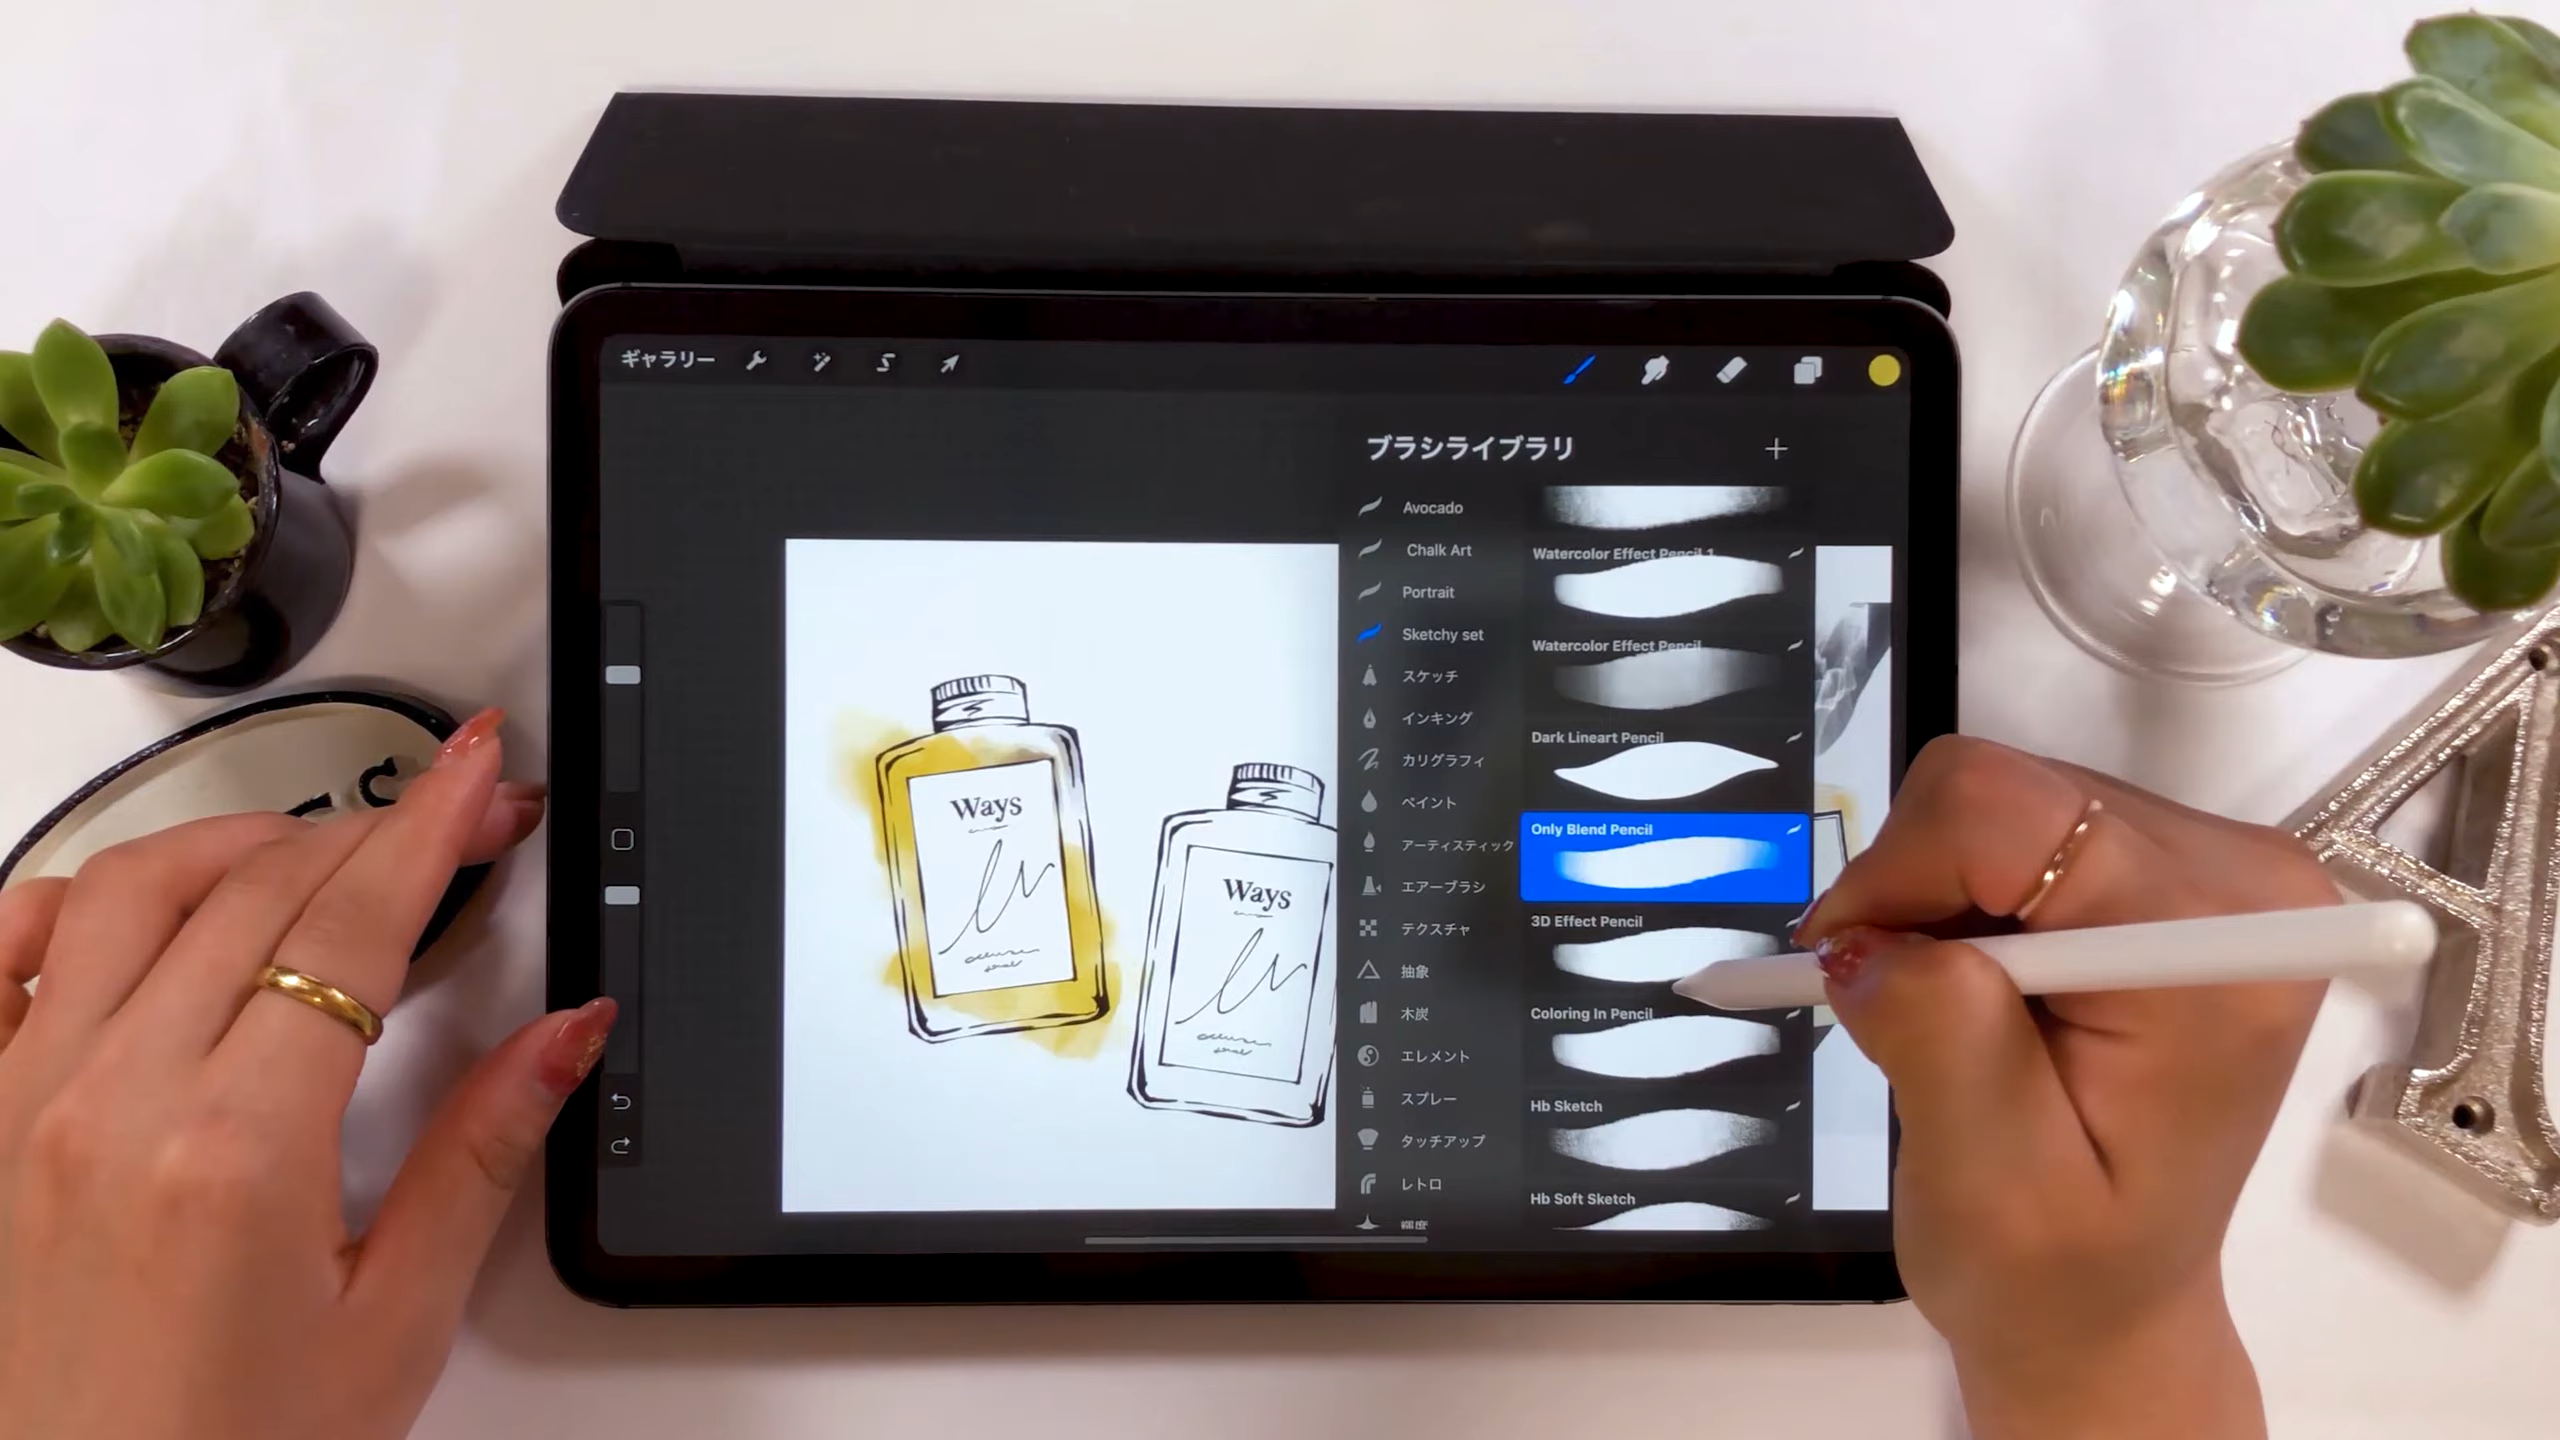 ギャラリー
ブラシライブラリ
Avocado
Chalk Art
Portrait
Sketchy set
スケッチ
インキング
カリグラフィ
ペイント
アーティスティック
エアーブラシ
テクスチャ
抽象
木炭
エレメント
スプレー
タッチアップ
レトロ
輝度
Watercolor Effect Pencil 1
Watercolor Effect Pencil
Dark Lineart Pencil
Only Blend Pencil
3D Effect Pencil
Coloring In Pencil
Hb Sketch
Hb Soft Sketch
Ways
Ways